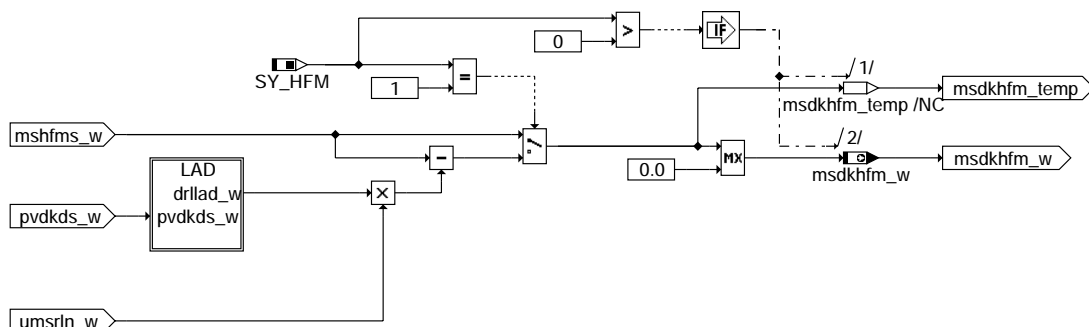 0
>
IF
SY_HFM
1
=
/ 1/
msdkhfm_temp /NC
msdkhfm_temp
mshfms_w
-
MX
0.0
/ 2/
msdkhfm_w
msdkhfm_w
LAD
drllad_w
pvdkds_w
pvdkds_w
×
umsrln_w